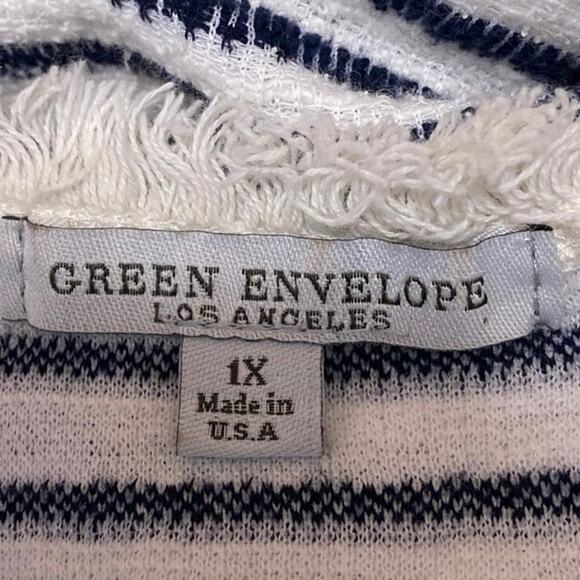 GREEN ENVELOPE
LOS ANGELES
1X
Made in
U.S.A